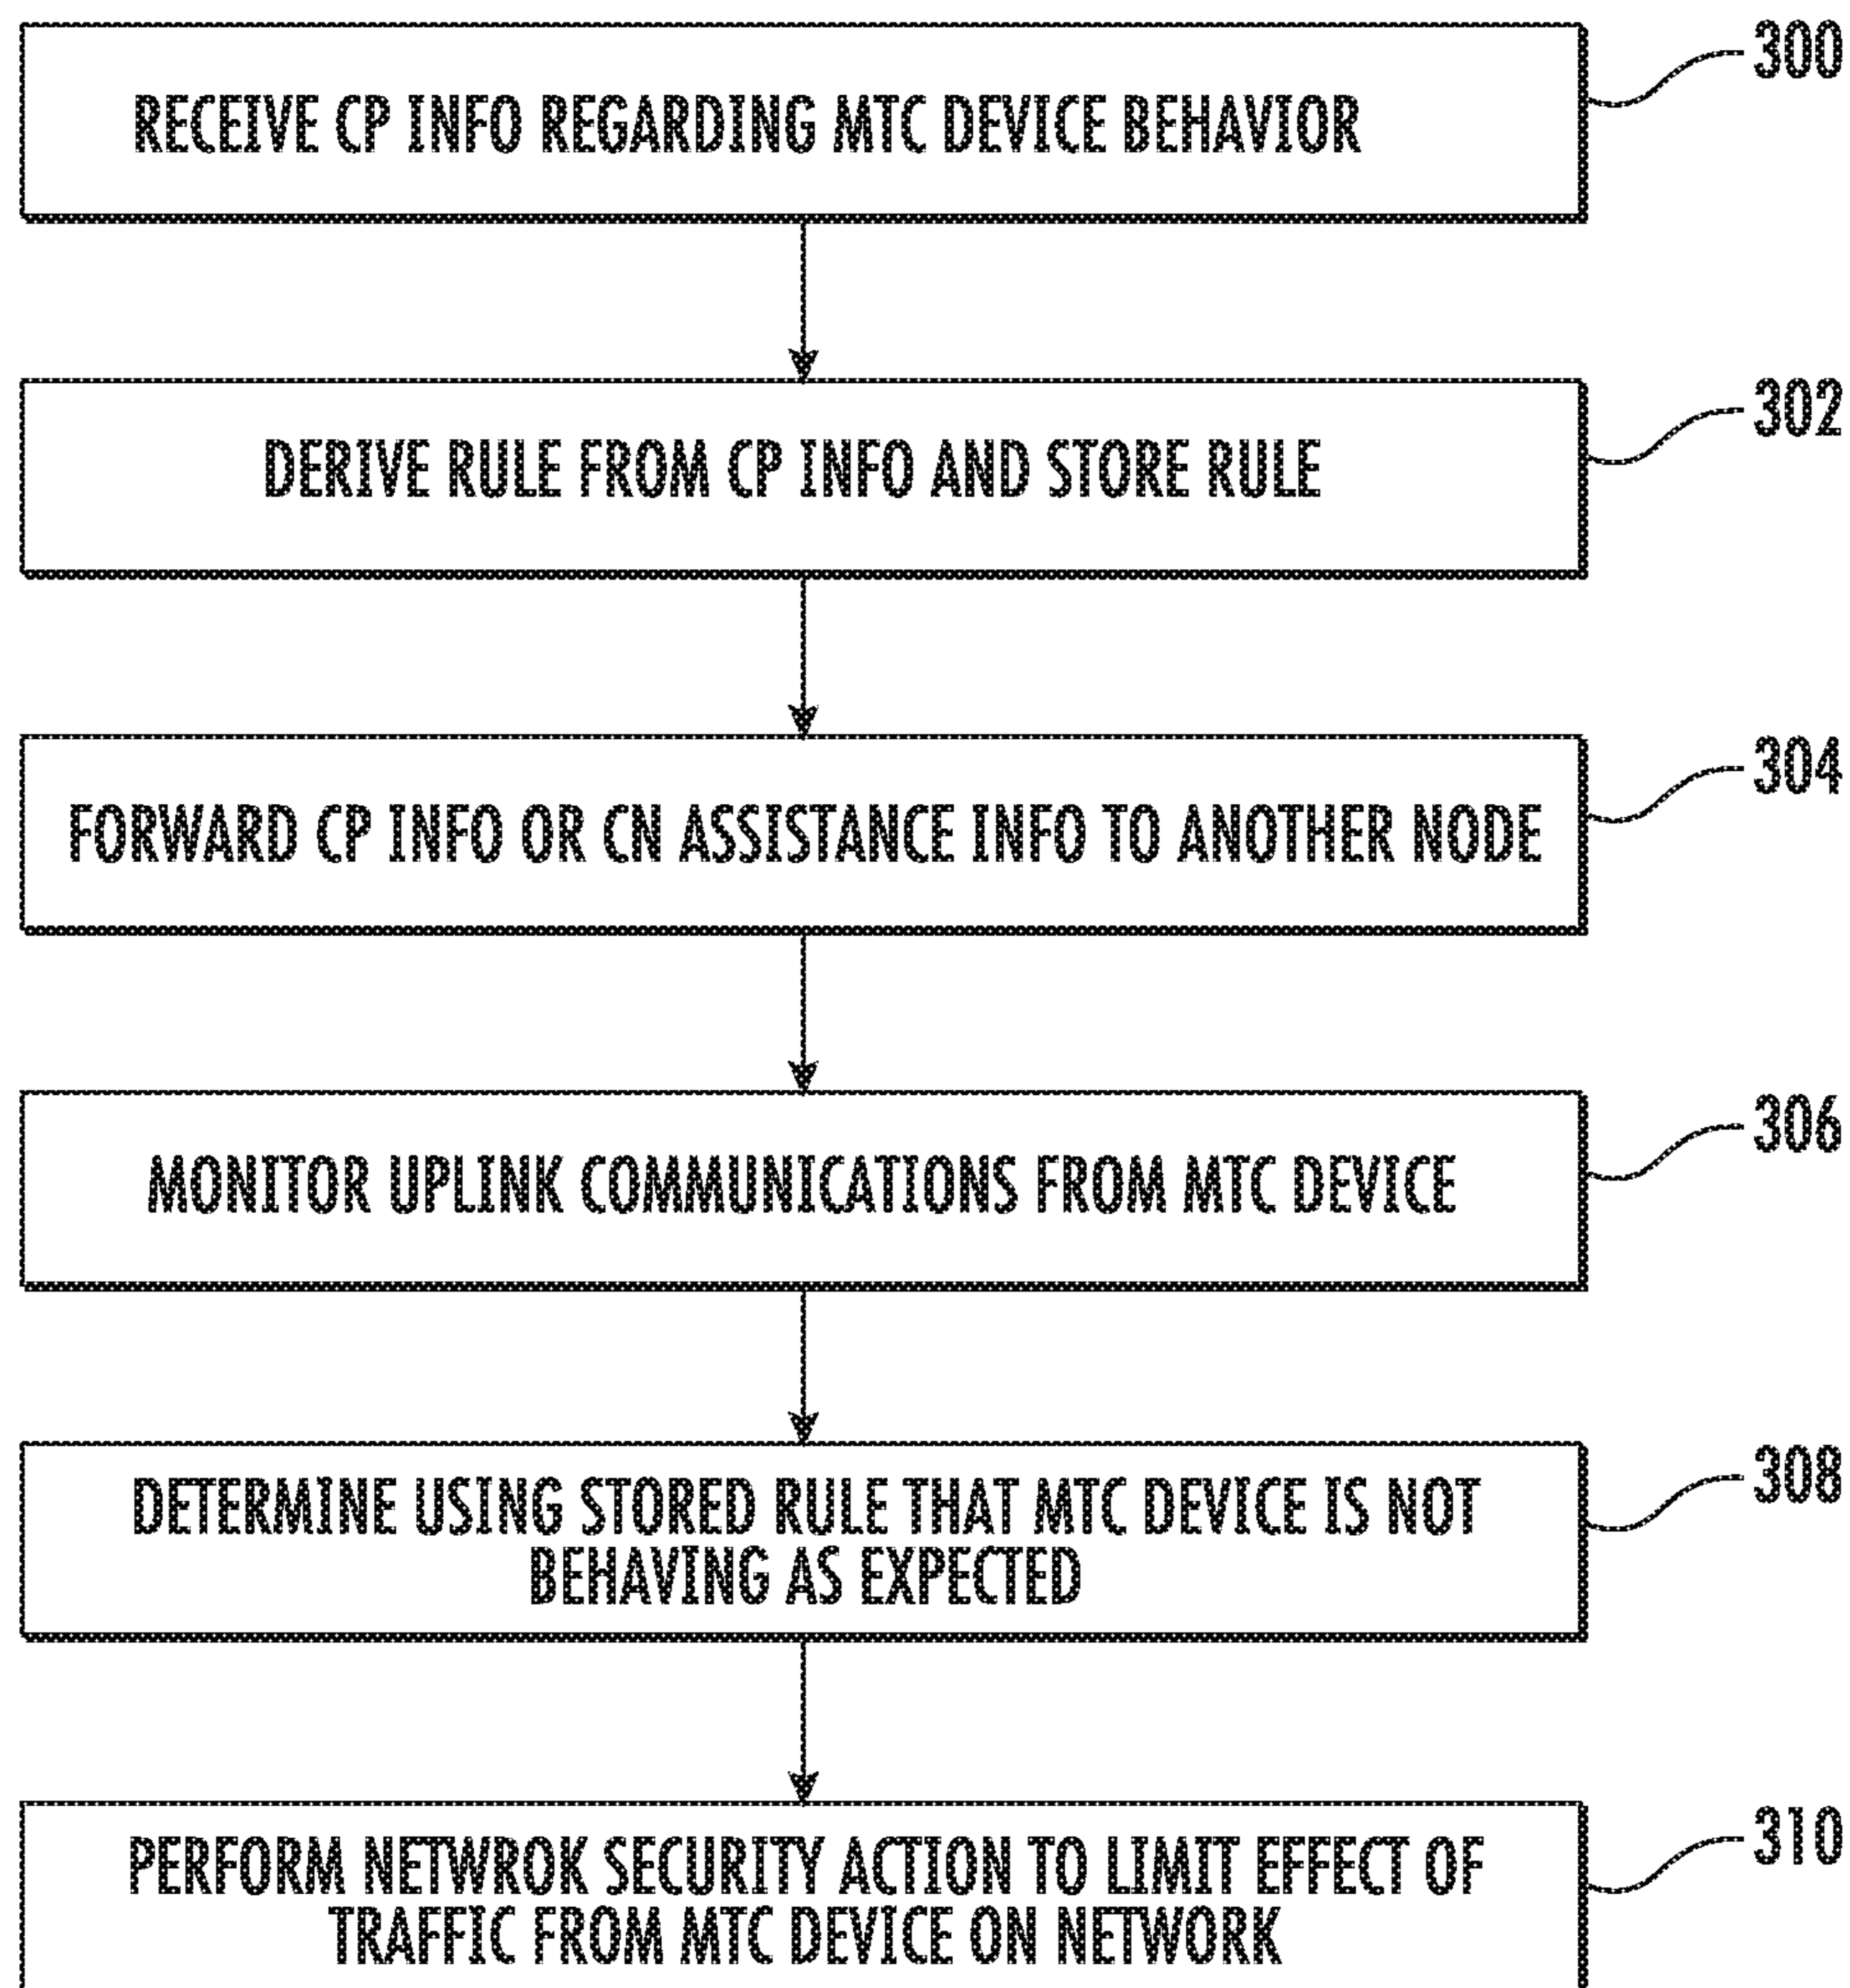 RECEIVE CP INFO REGARDING MTC DEVICE BEHAVIOR
300
DERIVE RULE FROM CP INFO AND STORE RULE
302
FORWARD CP INFO OR CN ASSISTANCE INFO TO ANOTHER NODE
304
MONITOR UPLINK COMMUNICATIONS FROM MTC DEVICE
306
DETERMINE USING STORED RULE THAT MTC DEVICE IS NOT
BEHAVING AS EXPECTED
308
PERFORM NETWROK SECURITY ACTION TO LIMIT EFFECT OF
TRAFFIC FROM MTC DEVICE ON NETWORK
310